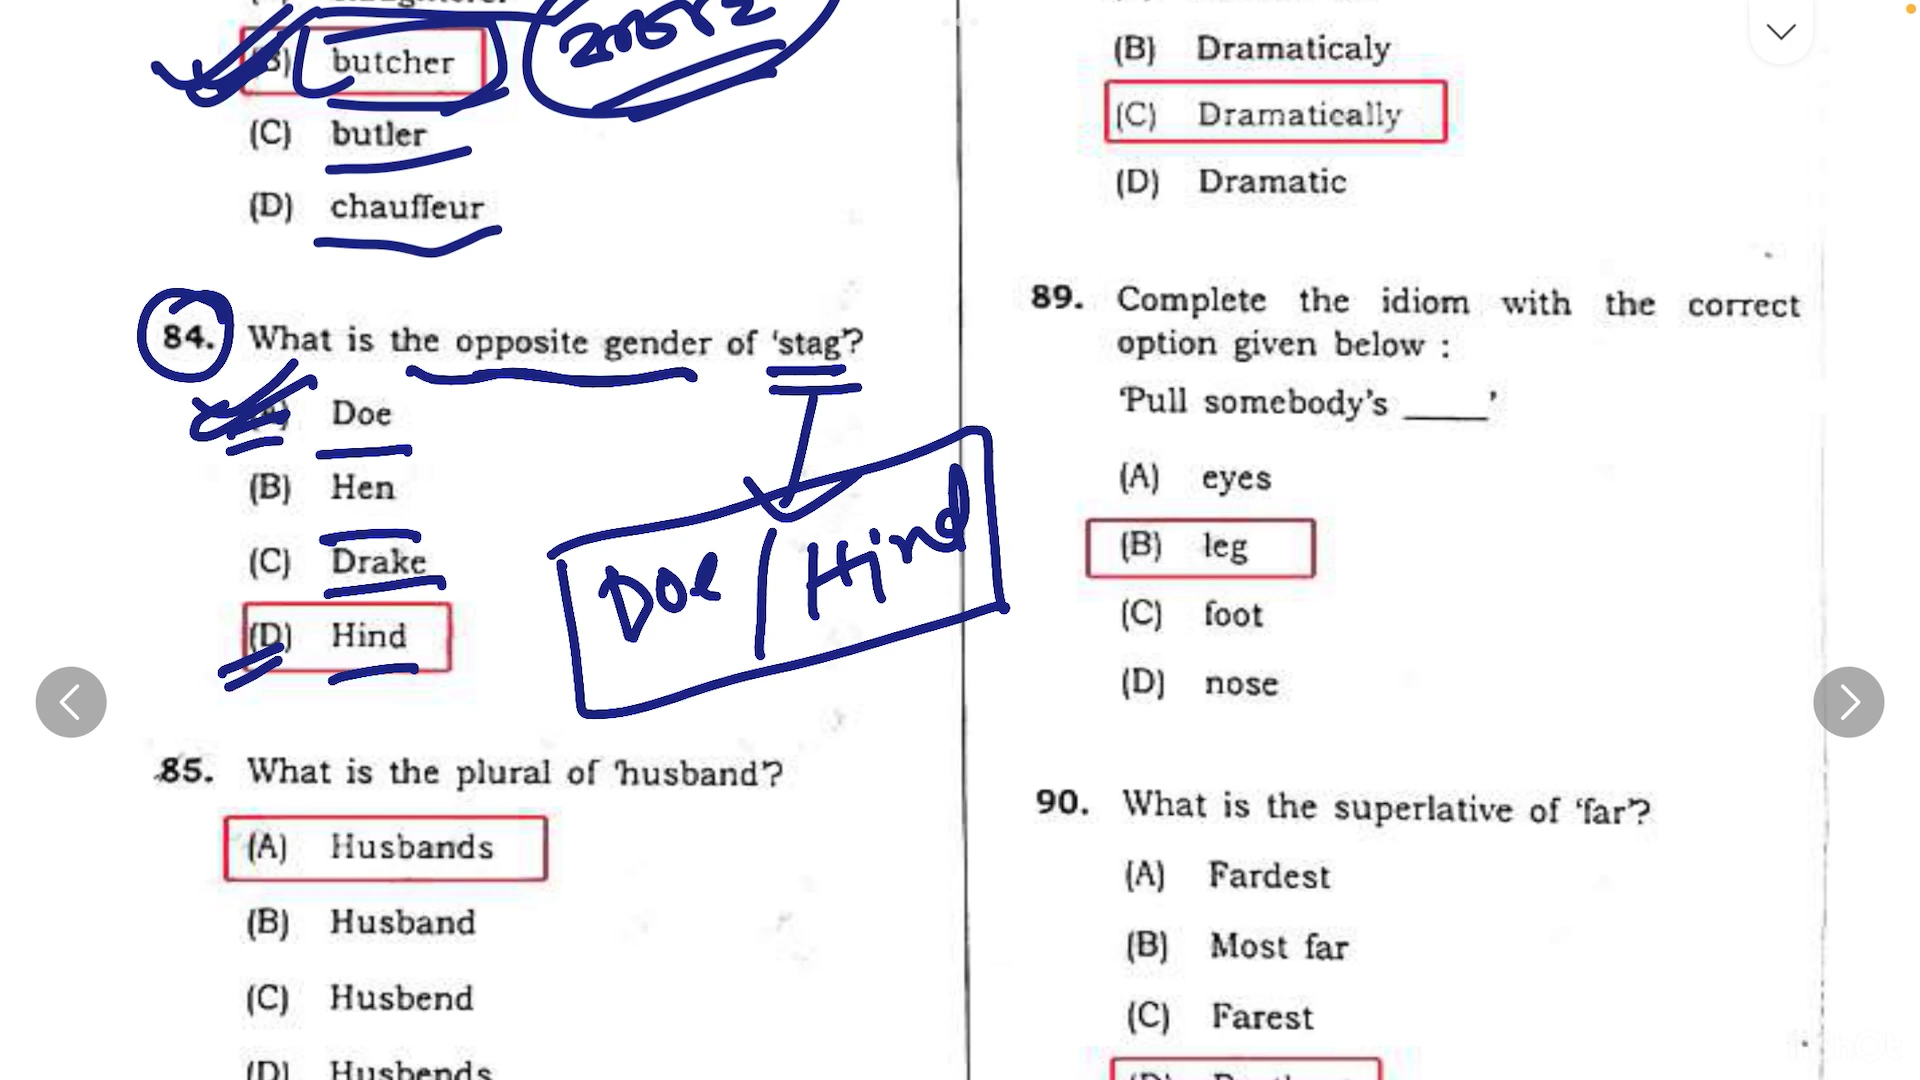 (B) butcher
(C) butler
(D) chauffeur
84. What is the opposite gender of 'stag'?
(A) Doe
(B) Hen
(C) Drake
(D) Hind
Doe / Hind
85. What is the plural of 'husband'?
(A) Husbands
(B) Husband
(C) Husbend
(D) Husbends
(B) Dramaticaly
(C) Dramatically
(D) Dramatic
89. Complete the idiom with the correct
option given below :
'Pull somebody's ____'
(A) eyes
(B) leg
(C) foot
(D) nose
90. What is the superlative of 'far'?
(A) Fardest
(B) Most far
(C) Farest